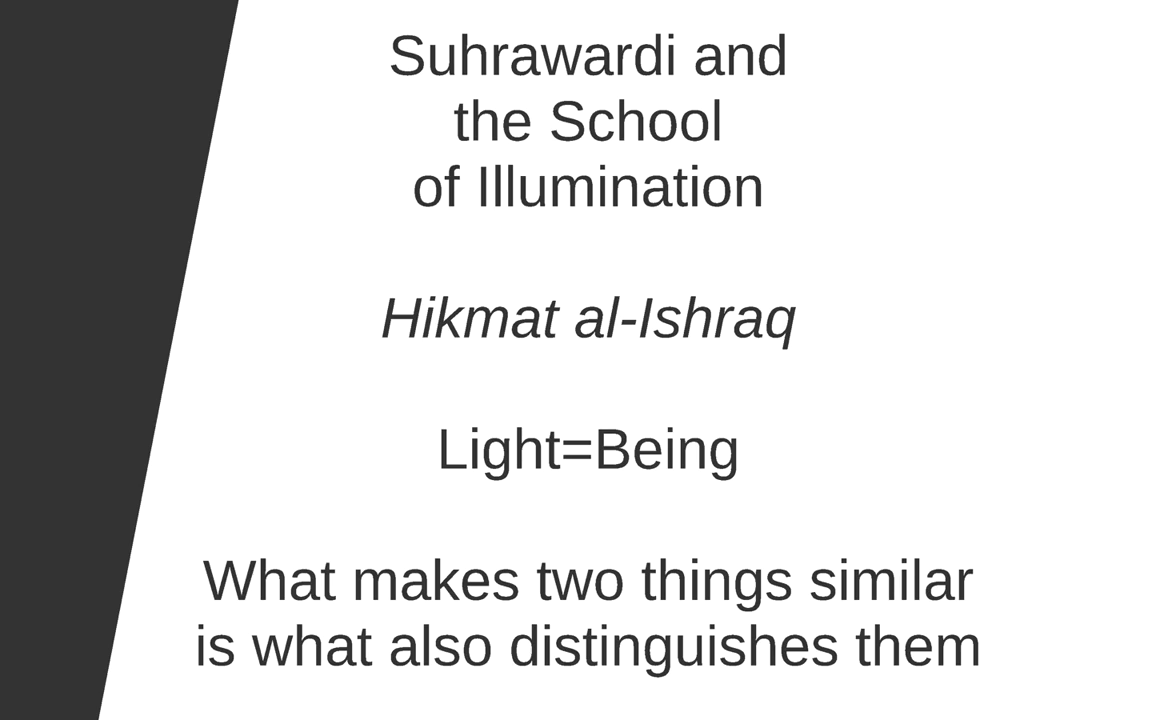 Suhrawardi and
the School
of Illumination
Hikmat al-Ishraq
Light=Being
What makes two things similar
is what also distinguishes them